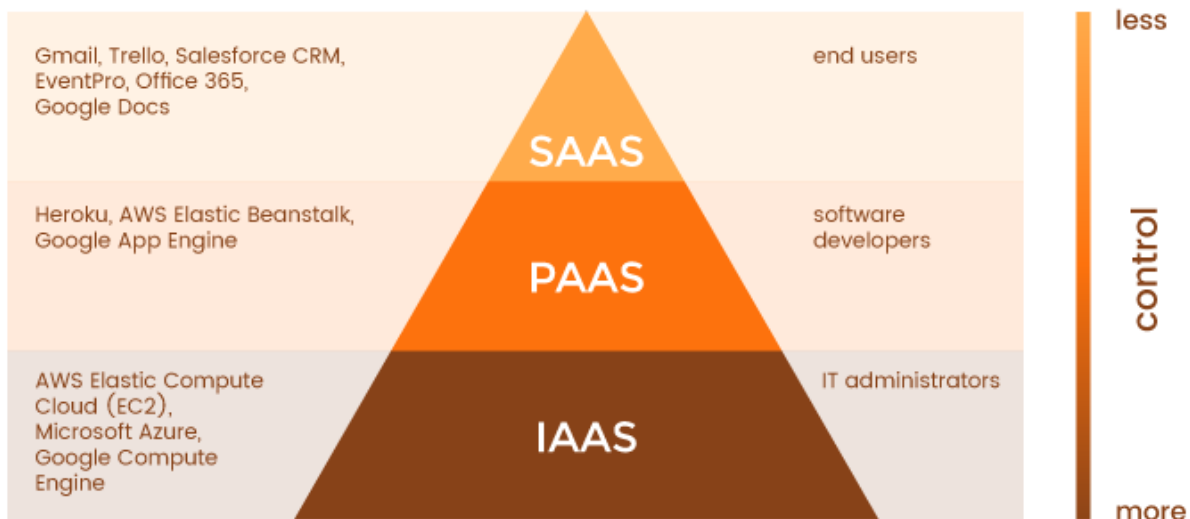 Gmail, Trello, Salesforce CRM,
EventPro, Office 365,
Google Docs
SAAS
end users
Heroku, AWS Elastic Beanstalk,
Google App Engine
PAAS
software
developers
AWS Elastic Compute
Cloud (EC2),
Microsoft Azure,
Google Compute
Engine
IAAS
IT administrators
less
control
more